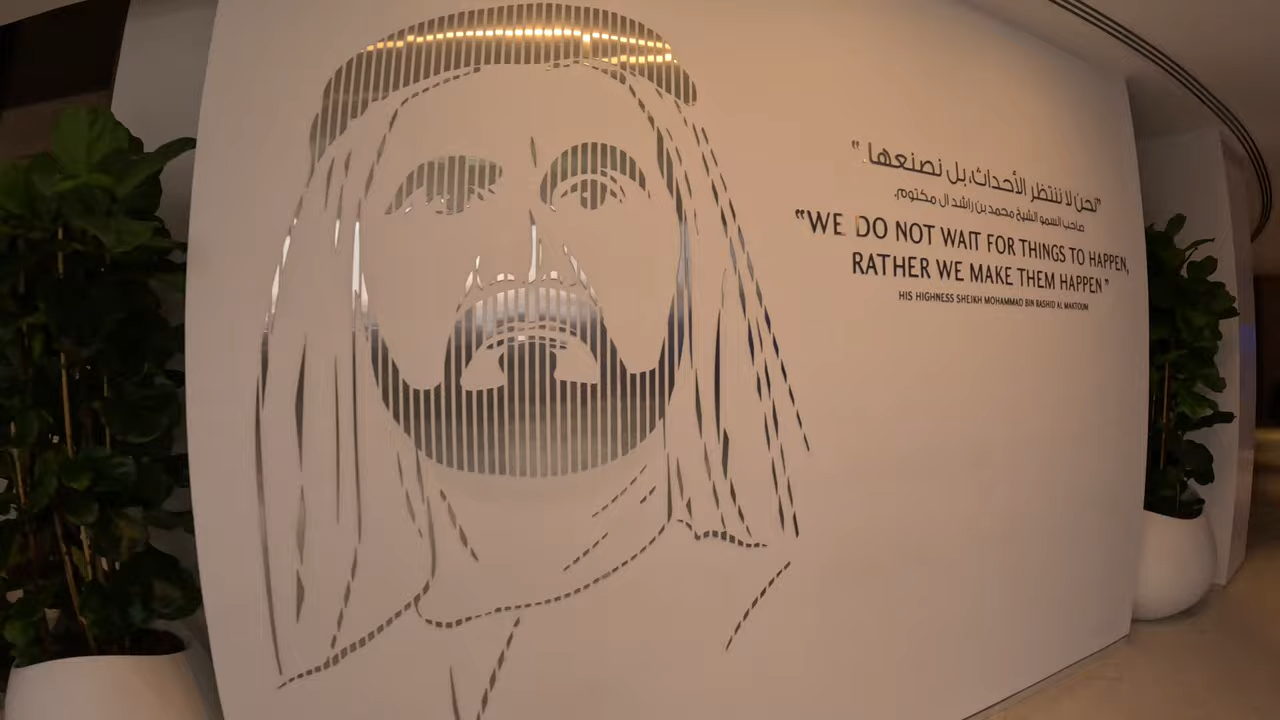 "نحن لا ننتظر الأحداث، بل نصنعها."
صاحب السمو الشيخ محمد بن راشد ال مكتوم.
“WE DO NOT WAIT FOR THINGS TO HAPPEN,
RATHER WE MAKE THEM HAPPEN”
HIS HIGHNESS SHEIKH MOHAMMAD BIN RASHID AL MAKTOUM